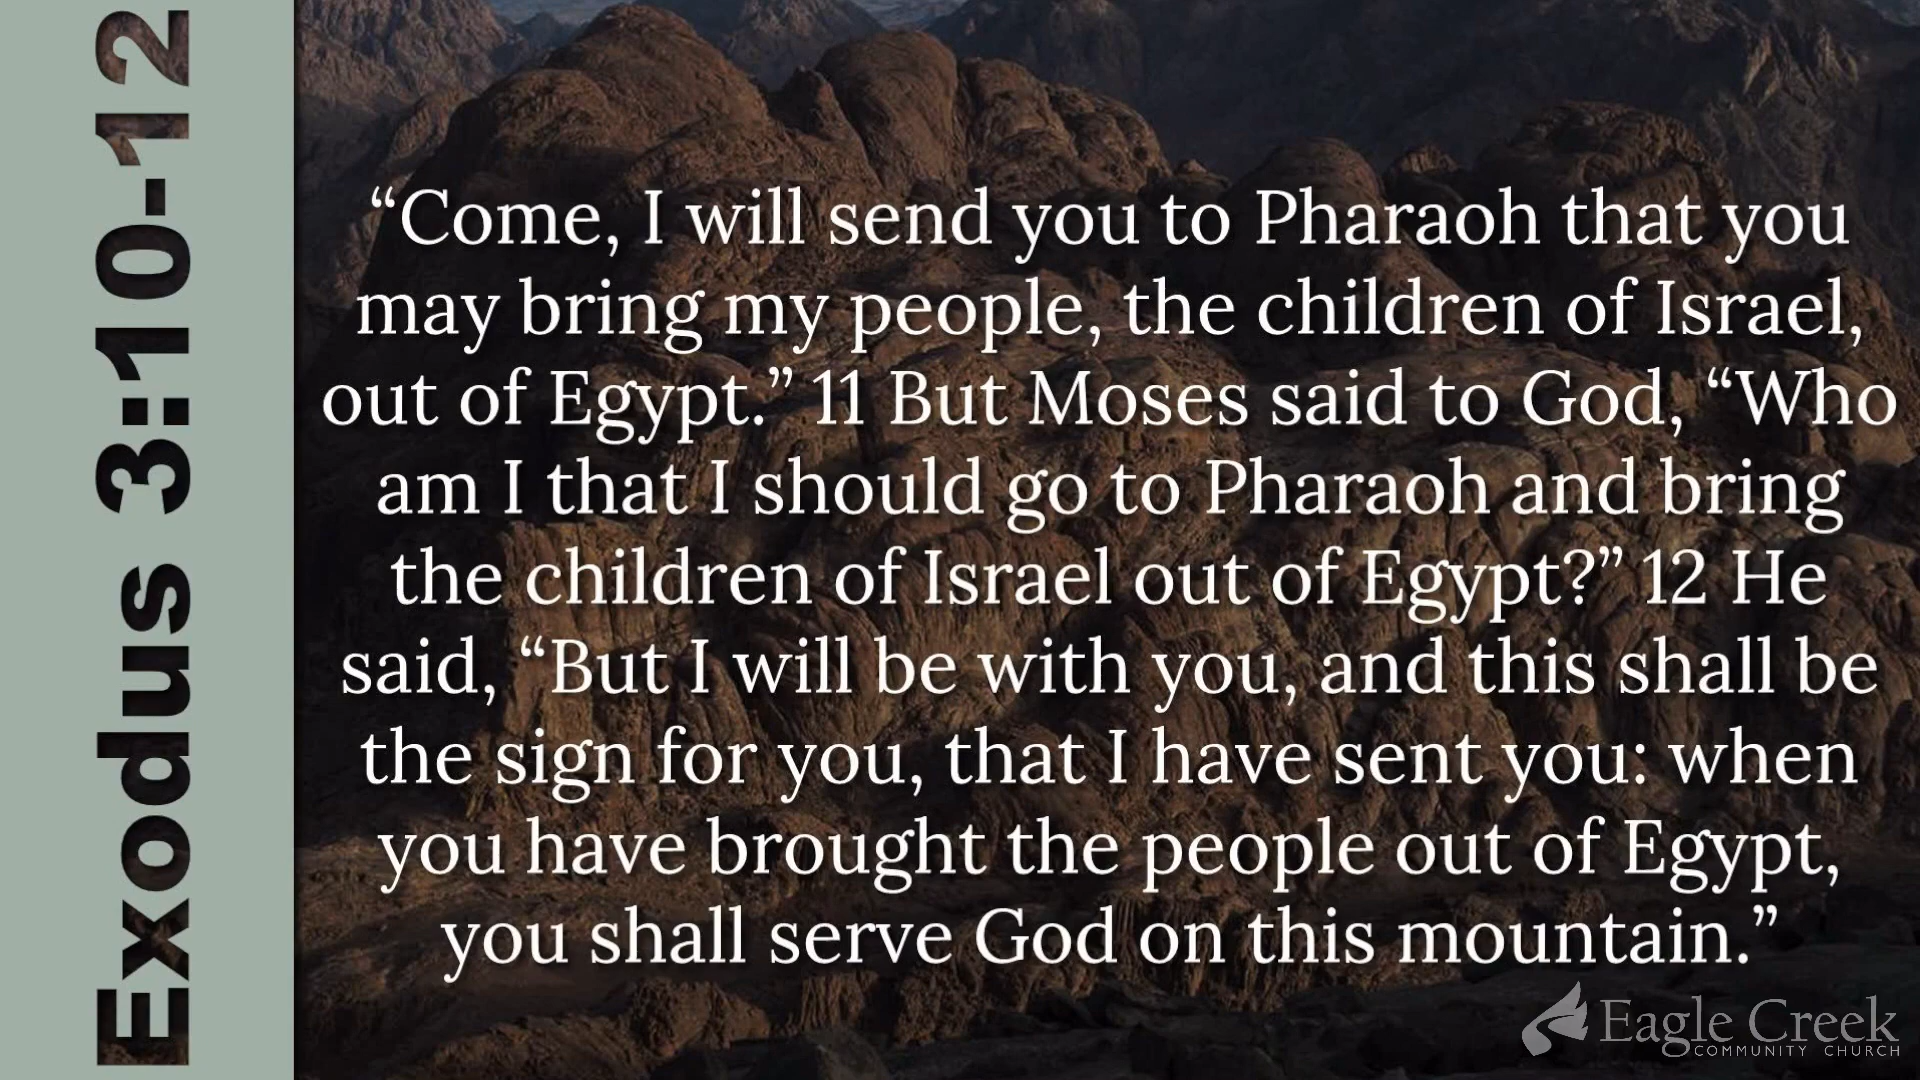 Exodus 3:10-12
“Come, I will send you to Pharaoh that you
may bring my people, the children of Israel,
out of Egypt.” 11 But Moses said to God, “Who
am I that I should go to Pharaoh and bring
the children of Israel out of Egypt?” 12 He
said, “But I will be with you, and this shall be
the sign for you, that I have sent you: when
you have brought the people out of Egypt,
you shall serve God on this mountain.”
Eagle Creek
COMMUNITY CHURCH